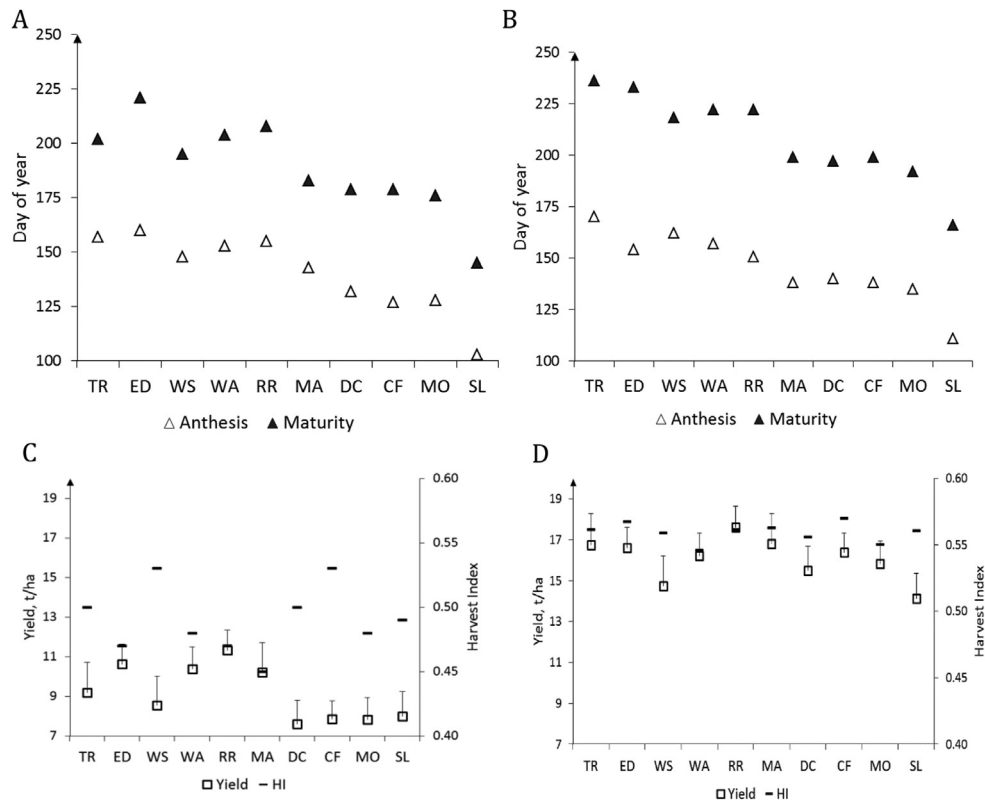 A
250
225
200
175
150
125
100
Day of year
TR ED WS WA RR MA DC CF MO SL
△ Anthesis ▲ Maturity
B
250
225
200
175
150
125
100
Day of year
TR ED WS WA RR MA DC CF MO SL
△ Anthesis ▲ Maturity
C
19
17
15
13
11
9
7
Yield, t/ha
0.60
0.55
0.50
0.45
0.40
Harvest Index
TR ED WS WA RR MA DC CF MO SL
Yield HI
D
19
17
15
13
11
9
7
Yield, t/ha
0.60
0.55
0.50
0.45
0.40
Harvest Index
TR ED WS WA RR MA DC CF MO SL
Yield HI